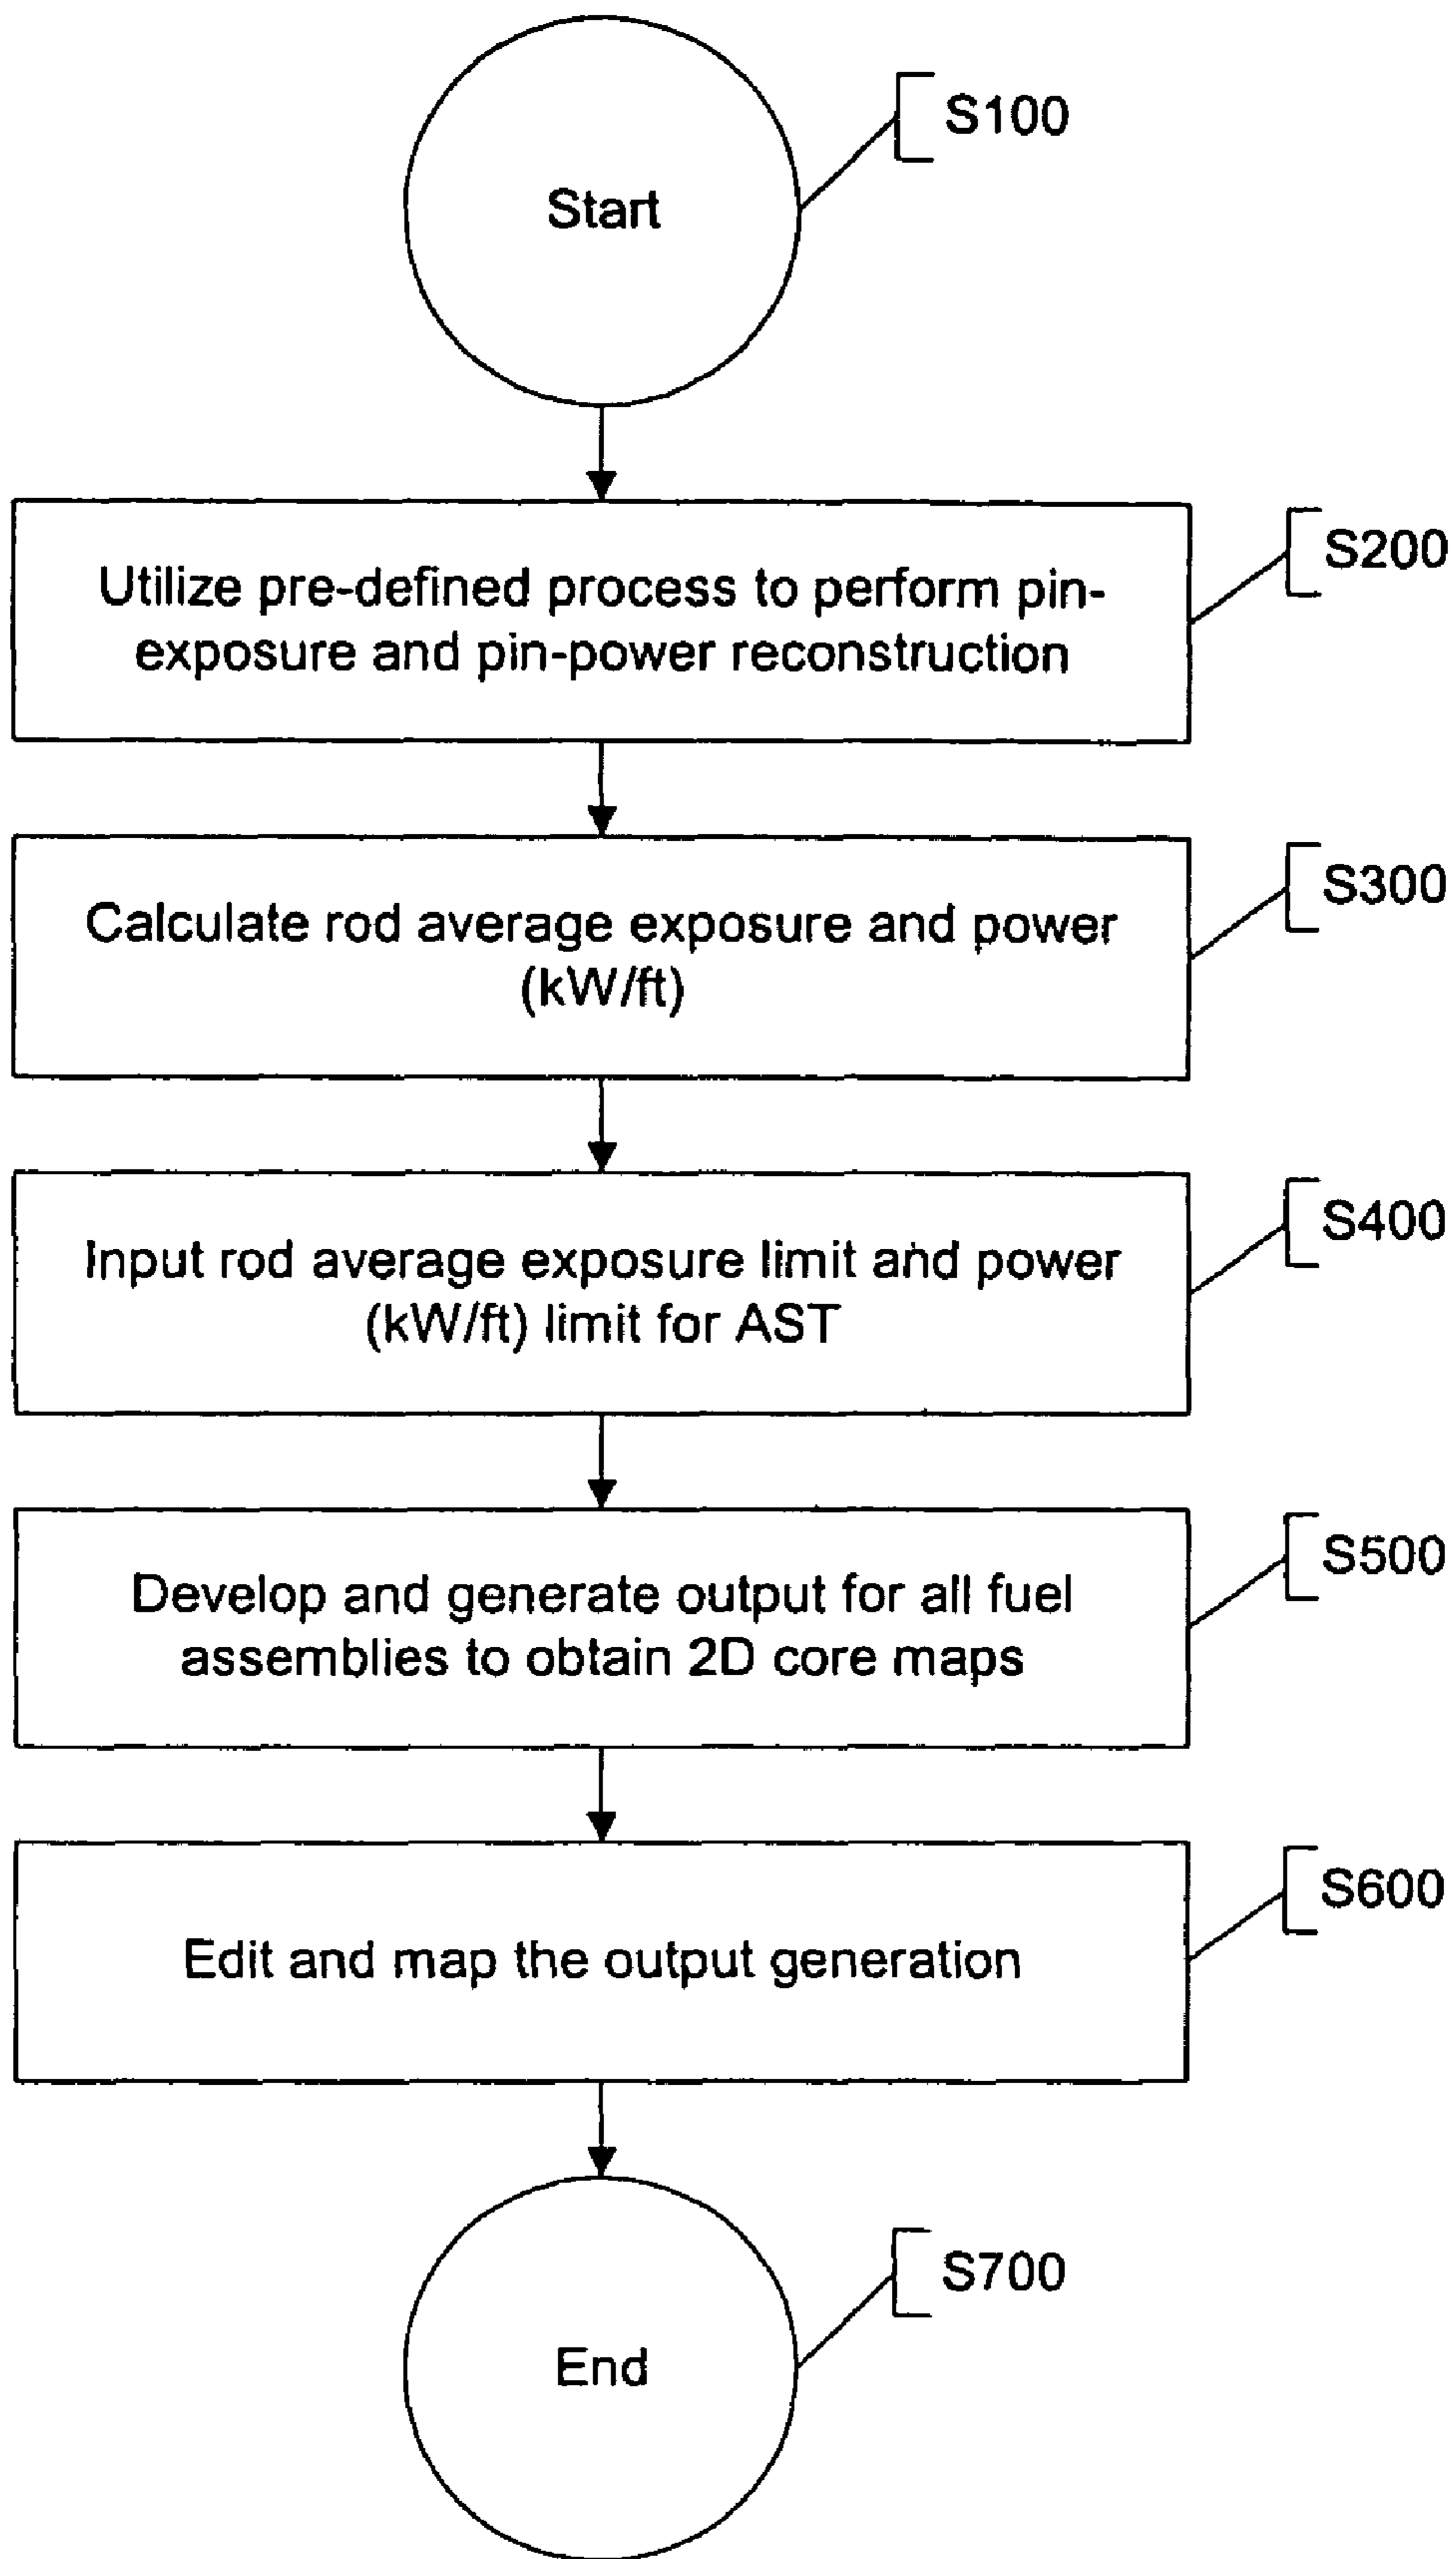 Start
S100
Utilize pre-defined process to perform pin-
exposure and pin-power reconstruction
S200
Calculate rod average exposure and power
(kW/ft)
S300
Input rod average exposure limit and power
(kW/ft) limit for AST
S400
Develop and generate output for all fuel
assemblies to obtain 2D core maps
S500
Edit and map the output generation
S600
End
S700